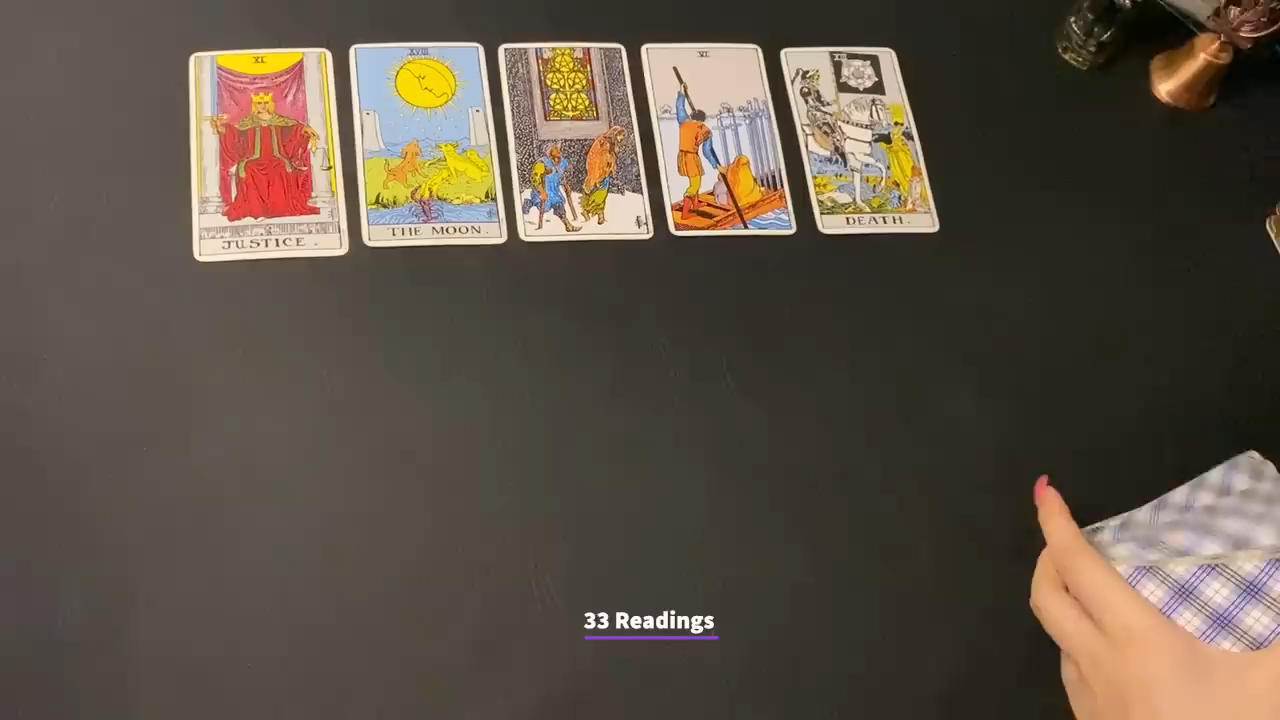 XI
JUSTICE.
XVIII
THE MOON.
VI
XIII
DEATH.
33 Readings